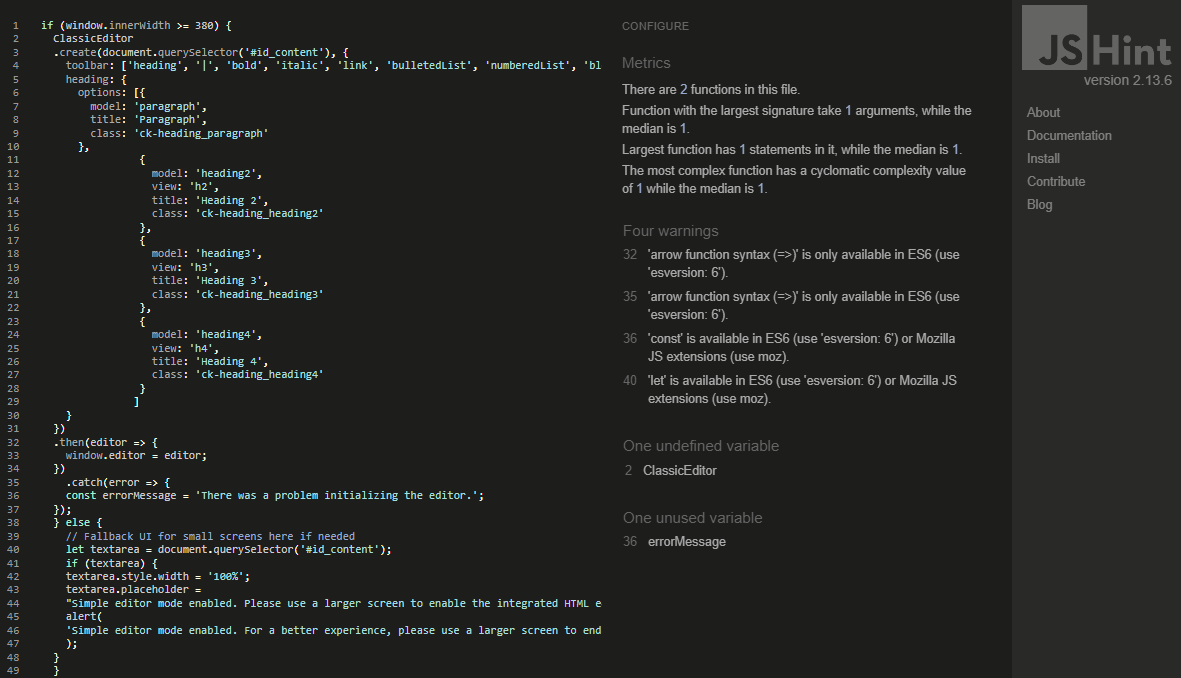 1 if (window.innerWidth >= 380) {
2 ClassicEditor
3 .create(document.querySelector('#id_content'), {
4 toolbar: ['heading', '|', 'bold', 'italic', 'link', 'bulletedList', 'numberedList', 'bl
5 heading: {
6 options: [{
7 model: 'paragraph',
8 title: 'Paragraph',
9 class: 'ck-heading_paragraph'
10 },
11 {
12 model: 'heading2',
13 view: 'h2',
14 title: 'Heading 2',
15 class: 'ck-heading_heading2'
16 },
17 {
18 model: 'heading3',
19 view: 'h3',
20 title: 'Heading 3',
21 class: 'ck-heading_heading3'
22 },
23 {
24 model: 'heading4',
25 view: 'h4',
26 title: 'Heading 4',
27 class: 'ck-heading_heading4'
28 }
29 ]
30 }
31 })
32 .then(editor => {
33 window.editor = editor;
34 })
35 .catch(error => {
36 const errorMessage = 'There was a problem initializing the editor.';
37 });
38 } else {
39 // Fallback UI for small screens here if needed
40 let textarea = document.querySelector('#id_content');
41 if (textarea) {
42 textarea.style.width = '100%';
43 textarea.placeholder =
44 "Simple editor mode enabled. Please use a larger screen to enable the integrated HTML e
45 alert(
46 'Simple editor mode enabled. For a better experience, please use a larger screen to end
47 );
48 }
49 }
CONFIGURE
Metrics
There are 2 functions in this file.
Function with the largest signature take 1 arguments, while the
median is 1.
Largest function has 1 statements in it, while the median is 1.
The most complex function has a cyclomatic complexity value
of 1 while the median is 1.
Four warnings
32 'arrow function syntax (=>)' is only available in ES6 (use
'esversion: 6').
35 'arrow function syntax (=>)' is only available in ES6 (use
'esversion: 6').
36 'const' is available in ES6 (use 'esversion: 6') or Mozilla
JS extensions (use moz).
40 'let' is available in ES6 (use 'esversion: 6') or Mozilla JS
extensions (use moz).
One undefined variable
2 ClassicEditor
One unused variable
36 errorMessage
JSHint
version 2.13.6
About
Documentation
Install
Contribute
Blog